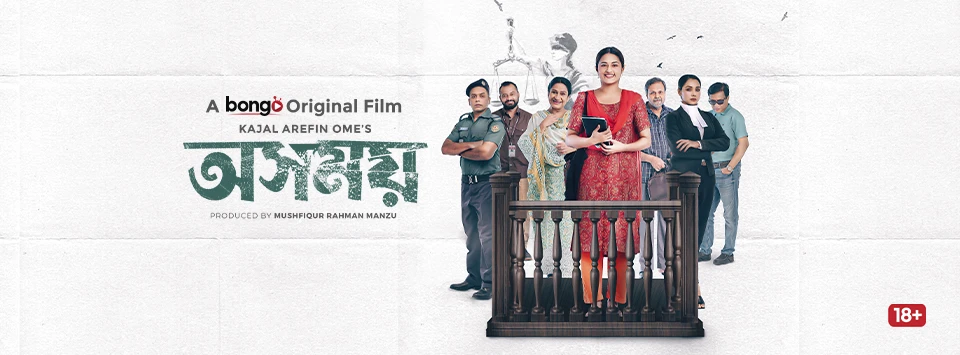 A bongo Original Film
KAJAL AREFIN OME'S
অসময়
PRODUCED BY MUSHFIQUR RAHMAN MANZU
18+